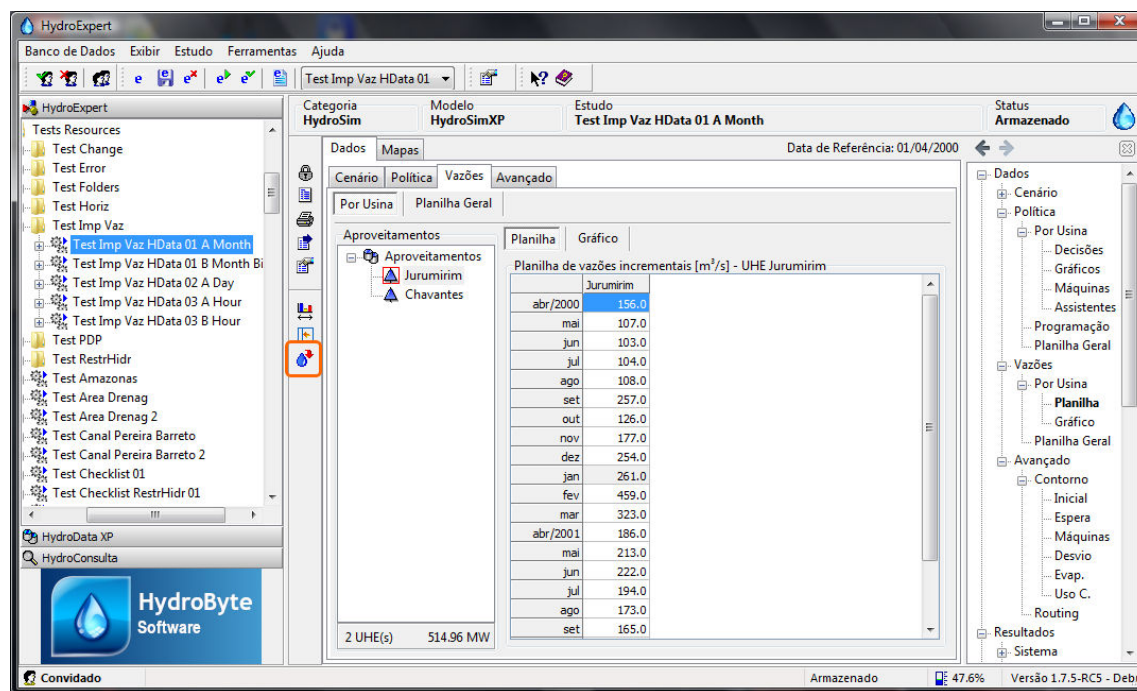 HydroExpert
Banco de Dados Exibir Estudo Ferramentas Ajuda
Test Imp Vaz HData 01
HydroExpert
Tests Resources
Test Change
Test Error
Test Folders
Test Horiz
Test Imp Vaz
Test Imp Vaz HData 01 A Month
Test Imp Vaz HData 01 B Month Bi
Test Imp Vaz HData 02 A Day
Test Imp Vaz HData 03 A Hour
Test Imp Vaz HData 03 B Hour
Test PDP
Test RestrHidr
Test Amazonas
Test Area Drenag
Test Area Drenag 2
Test Canal Pereira Barreto
Test Canal Pereira Barreto 2
Test Checklist 01
Test Checklist RestrHidr 01
HydroData XP
HydroConsulta
HydroByte
Software
Categoria Modelo Estudo Status
HydroSim HydroSimXP Test Imp Vaz HData 01 A Month Armazenado
Dados Mapas Data de Referência: 01/04/2000
Cenário Política Vazões Avançado
Por Usina Planilha Geral
Aproveitamentos
Aproveitamentos
Jurumirim
Chavantes
2 UHE(s) 514.96 MW
Planilha Gráfico
Planilha de vazões incrementais [m³/s] - UHE Jurumirim
Jurumirim
abr/2000 156.0
mai 107.0
jun 103.0
jul 104.0
ago 108.0
set 257.0
out 126.0
nov 177.0
dez 254.0
jan 261.0
fev 459.0
mar 323.0
abr/2001 186.0
mai 213.0
jun 222.0
jul 194.0
ago 173.0
set 165.0
Dados
Cenário
Política
Por Usina
Decisões
Gráficos
Máquinas
Assistentes
Programação
Planilha Geral
Vazões
Por Usina
Planilha
Gráfico
Planilha Geral
Avançado
Contorno
Inicial
Espera
Máquinas
Desvio
Evap.
Uso C.
Routing
Resultados
Sistema
Convidado Armazenado 47.6% Versão 1.7.5-RC5 - Deb